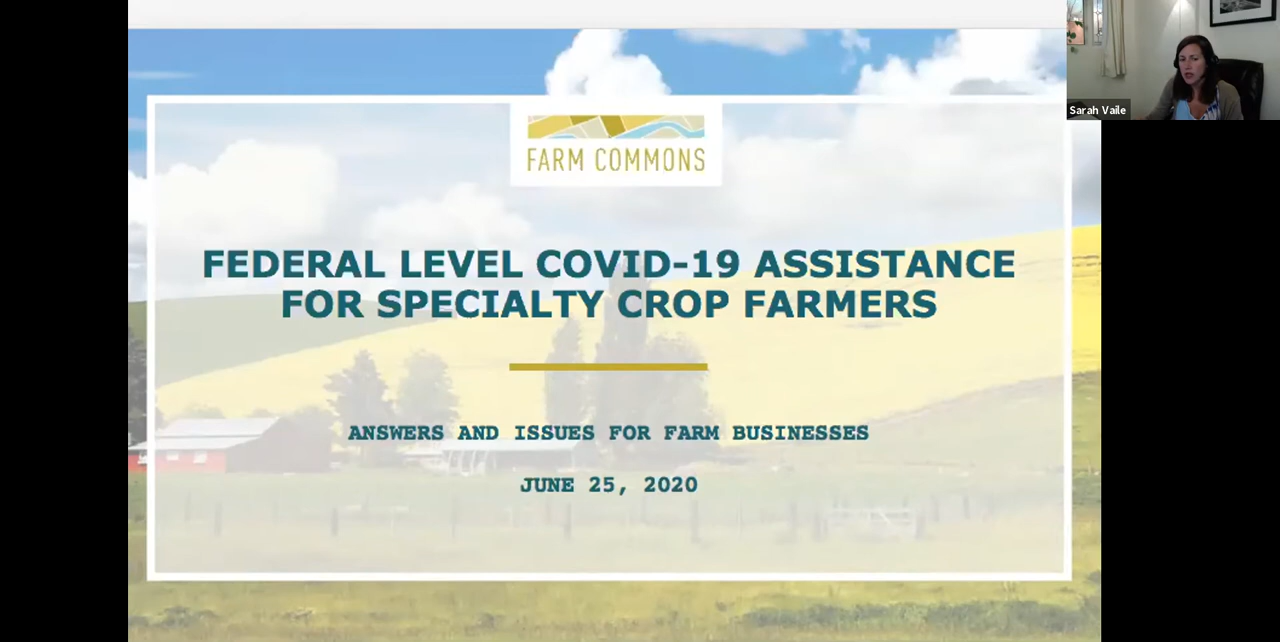 Sarah Vaile
FARM COMMONS
FEDERAL LEVEL COVID-19 ASSISTANCE
FOR SPECIALTY CROP FARMERS
ANSWERS AND ISSUES FOR FARM BUSINESSES
JUNE 25, 2020